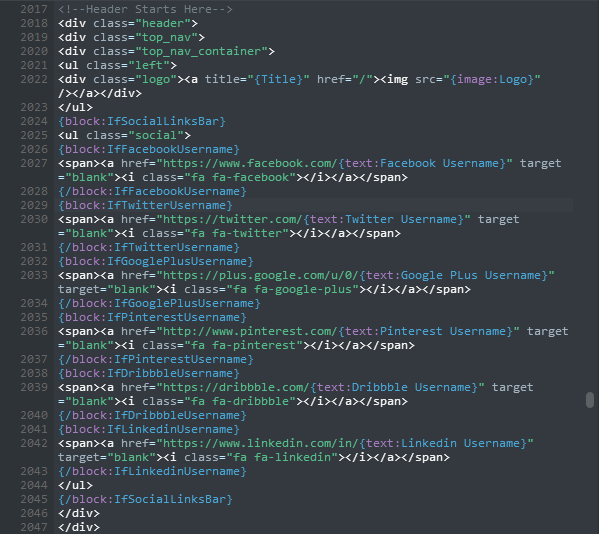 2017 <!--Header Starts Here-->
2018 <div class="header">
2019 <div class="top_nav">
2020 <div class="top_nav_container">
2021 <ul class="left">
2022 <div class="logo"><a title="{Title}" href="/"><img src="{image:Logo}"
/></a></div>
2023 </ul>
2024 {block:IfSocialLinksBar}
2025 <ul class="social">
2026 {block:IfFacebookUsername}
2027 <span><a href="https://www.facebook.com/{text:Facebook Username}" target
="blank"><i class="fa fa-facebook"></i></a></span>
2028 {/block:IfFacebookUsername}
2029 {block:IfTwitterUsername}
2030 <span><a href="https://twitter.com/{text:Twitter Username}" target
="blank"><i class="fa fa-twitter"></i></a></span>
2031 {/block:IfTwitterUsername}
2032 {block:IfGooglePlusUsername}
2033 <span><a href="https://plus.google.com/u/0/{text:Google PLus Username}"
target="blank"><i class="fa fa-google-plus"></i></a></span>
2034 {/block:IfGooglePlusUsername}
2035 {block:IfPinterestUsername}
2036 <span><a href="http://www.pinterest.com/{text:Pinterest Username}" target
="blank"><i class="fa fa-pinterest"></i></a></span>
2037 {/block:IfPinterestUsername}
2038 {block:IfDribbbleUsername}
2039 <span><a href="https://dribbble.com/{text:Dribbble Username}" target
="blank"><i class="fa fa-dribbble"></i></a></span>
2040 {/block:IfDribbbleUsername}
2041 {block:IfLinkedinUsername}
2042 <span><a href="https://www.linkedin.com/in/{text:Linkedin Username}"
target="blank"><i class="fa fa-linkedin"></i></a></span>
2043 {/block:IfLinkedinUsername}
2044 </ul>
2045 {/block:IfSocialLinksBar}
2046 </div>
2047 </div>